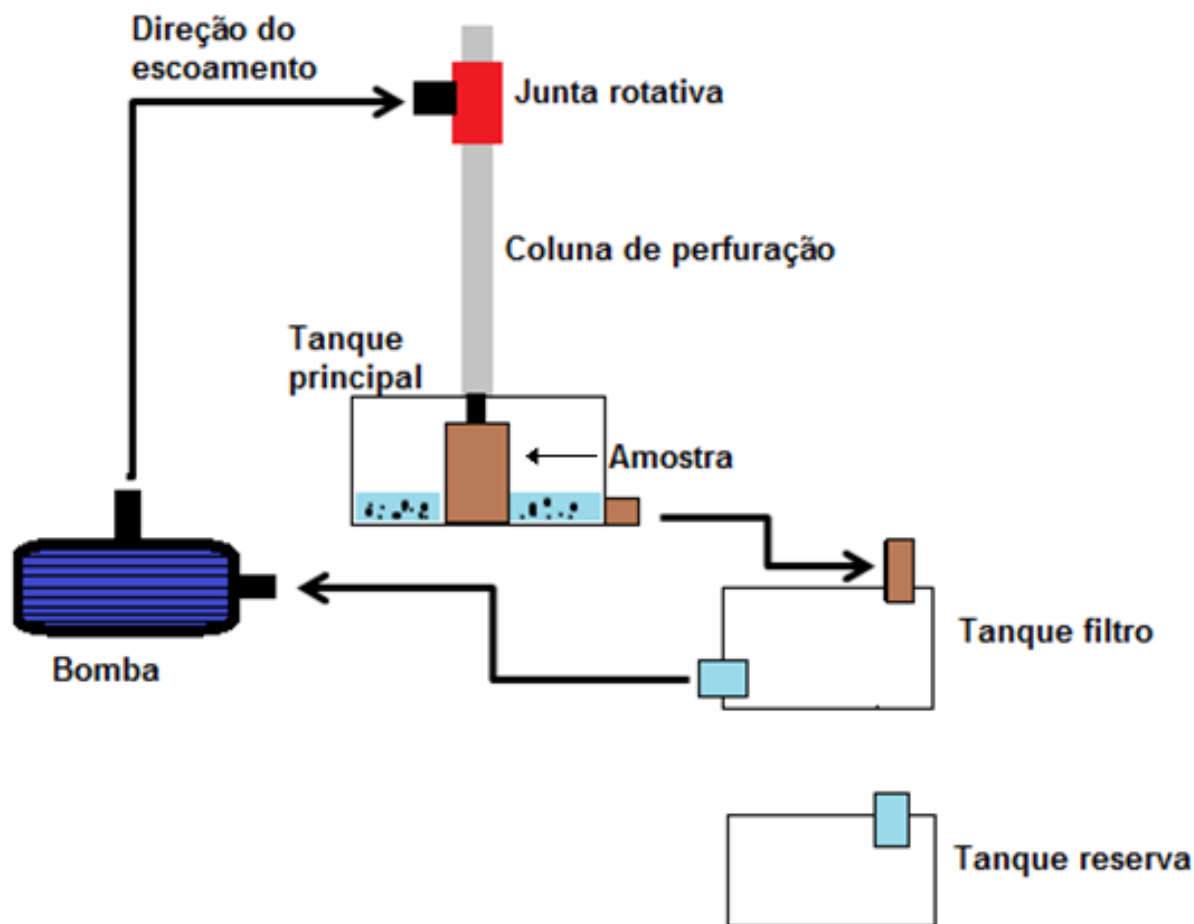 Direção do
escoamento
Junta rotativa
Coluna de perfuração
Tanque
principal
Amostra
Tanque filtro
Bomba
Tanque reserva